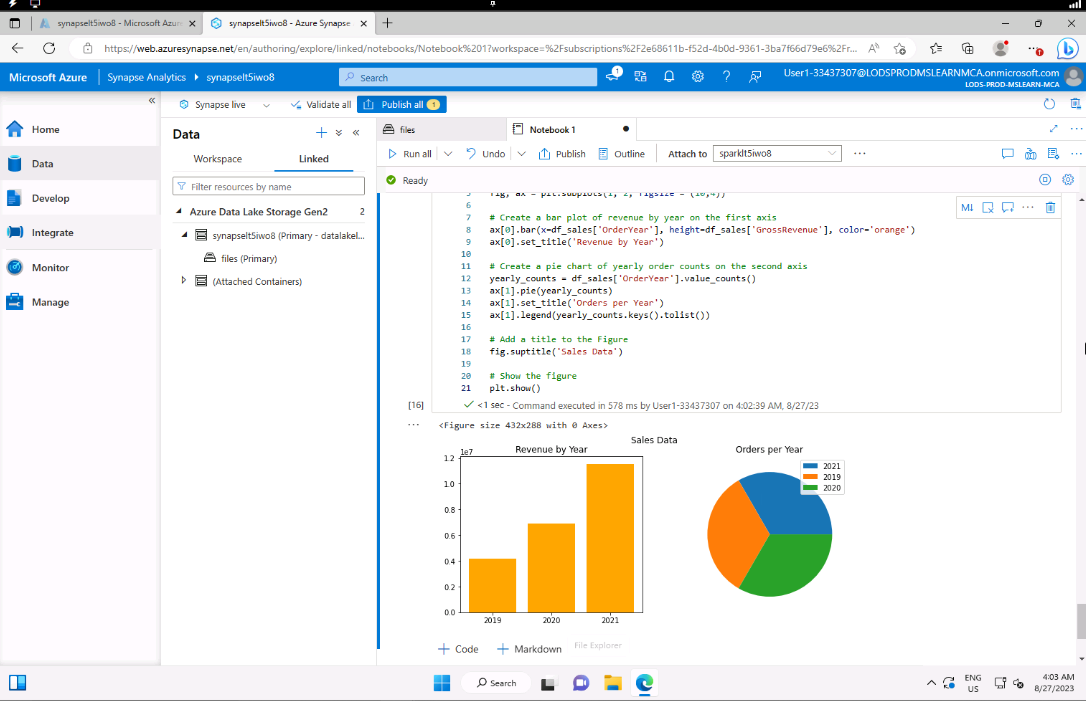 synapselt5iwo8 - Microsoft Azu
synapselt5iwo8 - Azure Synapse
https://web.azuresynapse.net/en/authoring/explore/linked/notebooks/Notebook%201?workspace=%2Fsubscriptions%2F2e68611b-f52d-4b0d-9361-3ba7f66d79e6%2Fr...
Microsoft Azure
Synapse Analytics
synapselt5iwo8
Search
1
User1-33437307@LODSPRODMSLEARNMCA.onmicrosoft.com
LODS-PROD-MSLEARN-MCA
Synapse live
Validate all
Publish all 1
Home
Data
Develop
Integrate
Monitor
Manage
Data
Workspace
Linked
Filter resources by name
Azure Data Lake Storage Gen2 2
synapselt5iwo8 (Primary - datalakel...
files (Primary)
(Attached Containers)
files
Notebook 1
Run all
Undo
Publish
Outline
Attach to
sparklt5iwo8
Ready
M↓
5 fig, ax = plt.subplots(1, 2, figsize = (10,4))
6
7 # Create a bar plot of revenue by year on the first axis
8 ax[0].bar(x=df_sales['OrderYear'], height=df_sales['GrossRevenue'], color='orange')
9 ax[0].set_title('Revenue by Year')
10
11 # Create a pie chart of yearly order counts on the second axis
12 yearly_counts = df_sales['OrderYear'].value_counts()
13 ax[1].pie(yearly_counts)
14 ax[1].set_title('Orders per Year')
15 ax[1].legend(yearly_counts.keys().tolist())
16
17 # Add a title to the Figure
18 fig.suptitle('Sales Data')
19
20 # Show the figure
21 plt.show()
[16]
<1 sec - Command executed in 578 ms by User1-33437307 on 4:02:39 AM, 8/27/23
<Figure size 432x288 with 0 Axes>
Sales Data
Revenue by Year
1e7
1.2
1.0
0.8
0.6
0.4
0.2
0.0
2019
2020
2021
Orders per Year
2021
2019
2020
Code
Markdown
File Explorer
Search
ENG
US
4:03 AM
8/27/2023